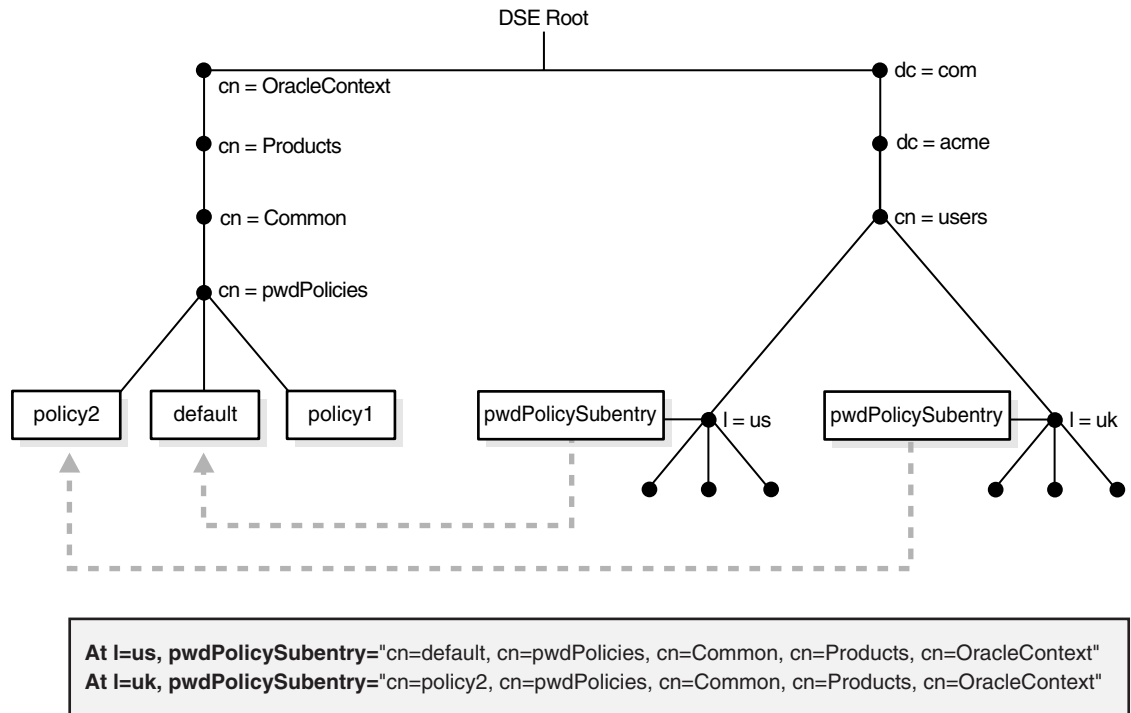 DSE Root
cn = OracleContext
dc = com
cn = Products
dc = acme
cn = Common
cn = users
cn = pwdPolicies
policy2
default
policy1
pwdPolicySubentry
l = us
pwdPolicySubentry
l = uk
At l=us, pwdPolicySubentry="cn=default, cn=pwdPolicies, cn=Common, cn=Products, cn=OracleContext"
At l=uk, pwdPolicySubentry="cn=policy2, cn=pwdPolicies, cn=Common, cn=Products, cn=OracleContext"